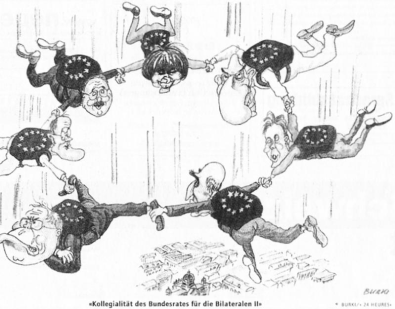 BURKI
«Kollegialität des Bundesrates für die Bilateralen II»
* BURKI/« 24 HEURES»